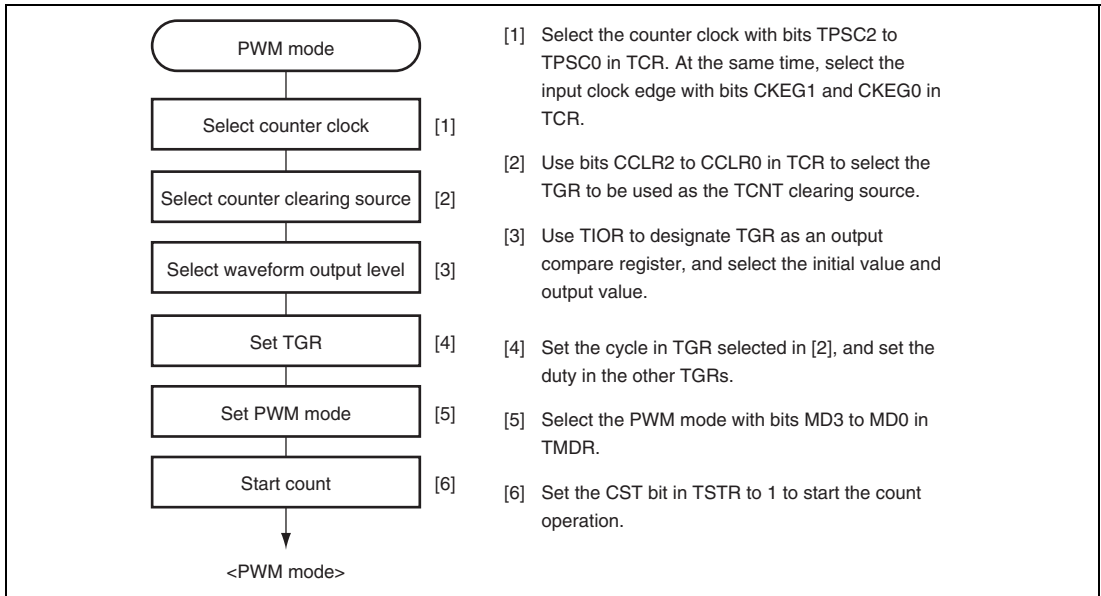 PWM mode
Select counter clock [1]
Select counter clearing source [2]
Select waveform output level [3]
Set TGR [4]
Set PWM mode [5]
Start count [6]
<PWM mode>
[1] Select the counter clock with bits TPSC2 to
TPSC0 in TCR. At the same time, select the
input clock edge with bits CKEG1 and CKEG0 in
TCR.
[2] Use bits CCLR2 to CCLR0 in TCR to select the
TGR to be used as the TCNT clearing source.
[3] Use TIOR to designate TGR as an output
compare register, and select the initial value and
output value.
[4] Set the cycle in TGR selected in [2], and set the
duty in the other TGRs.
[5] Select the PWM mode with bits MD3 to MD0 in
TMDR.
[6] Set the CST bit in TSTR to 1 to start the count
operation.